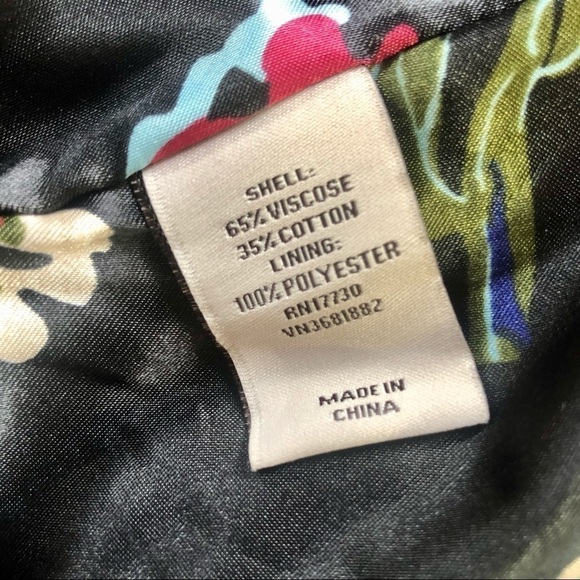 SHELL:
65%VISCOSE
35%COTTON
LINING:
100%POLYESTER
RN17730
VN3681882
MADE IN
CHINA